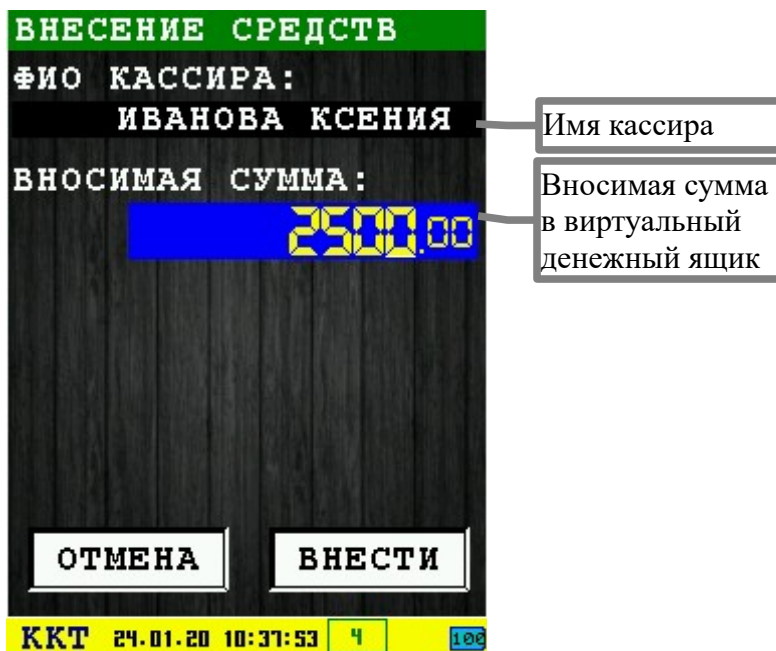 ВНЕСЕНИЕ СРЕДСТВ
ФИО КАССИРА:
ИВАНОВА КСЕНИЯ
Имя кассира
ВНОСИМАЯ СУММА:
2500.00
Вносимая сумма
в виртуальный
денежный ящик
ОТМЕНА
ВНЕСТИ
ККТ 24.01.20 10:37:53 4 100